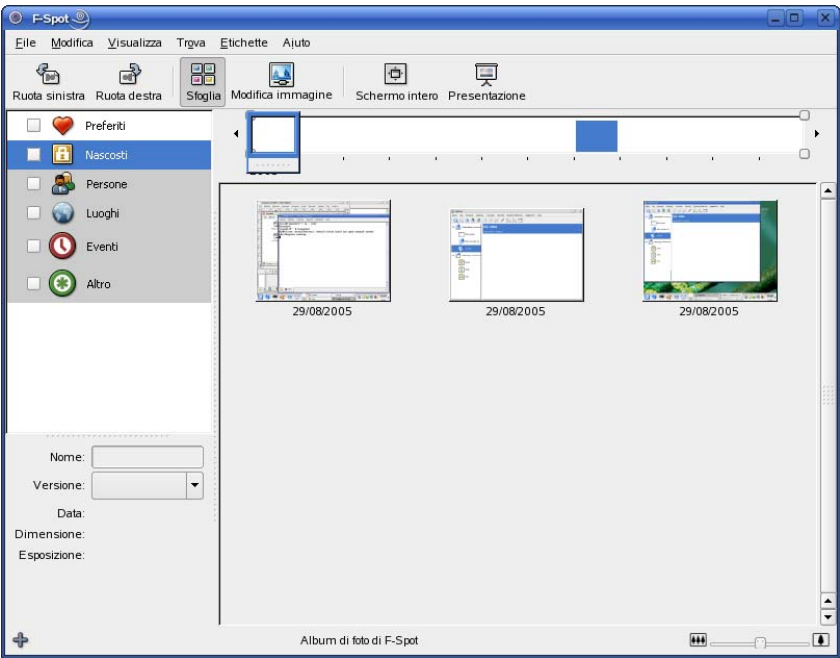 F-Spot
File Modifica Visualizza Trova Etichette Aiuto
Ruota sinistra Ruota destra Sfoglia Modifica immagine Schermo intero Presentazione
Preferiti
Nascosti
Persone
Luoghi
Eventi
Altro
29/08/2005 29/08/2005 29/08/2005
Nome:
Versione:
Data:
Dimensione:
Esposizione:
Album di foto di F-Spot